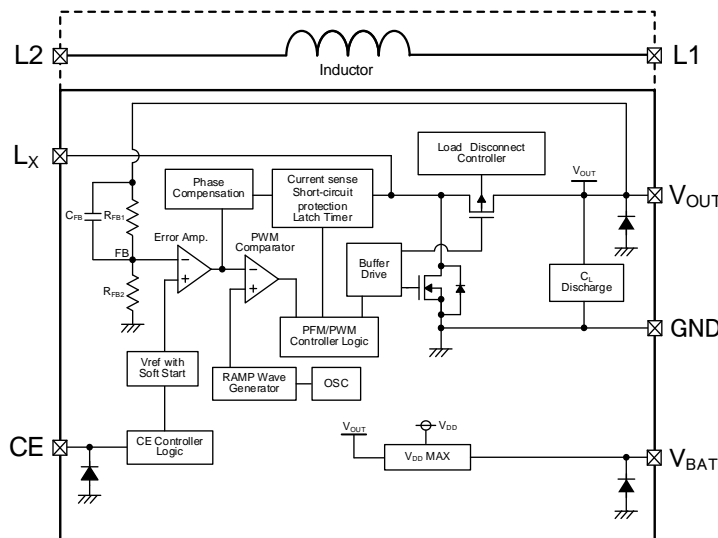 L2
L1
Inductor
LX
Load Disconnect
Controller
Phase
Compensation
Current sense
Short-circuit
protection
Latch Timer
VOUT
VOUT
CFB
RFB1
FB
Error Amp.
PWM
Comparator
Buffer
Drive
CL
Discharge
RFB2
PFM/PWM
Controller Logic
GND
Vref with
Soft Start
RAMP Wave
Generator
OSC
CE
CE Controller
Logic
VOUT
VDD
VDD MAX
VBAT